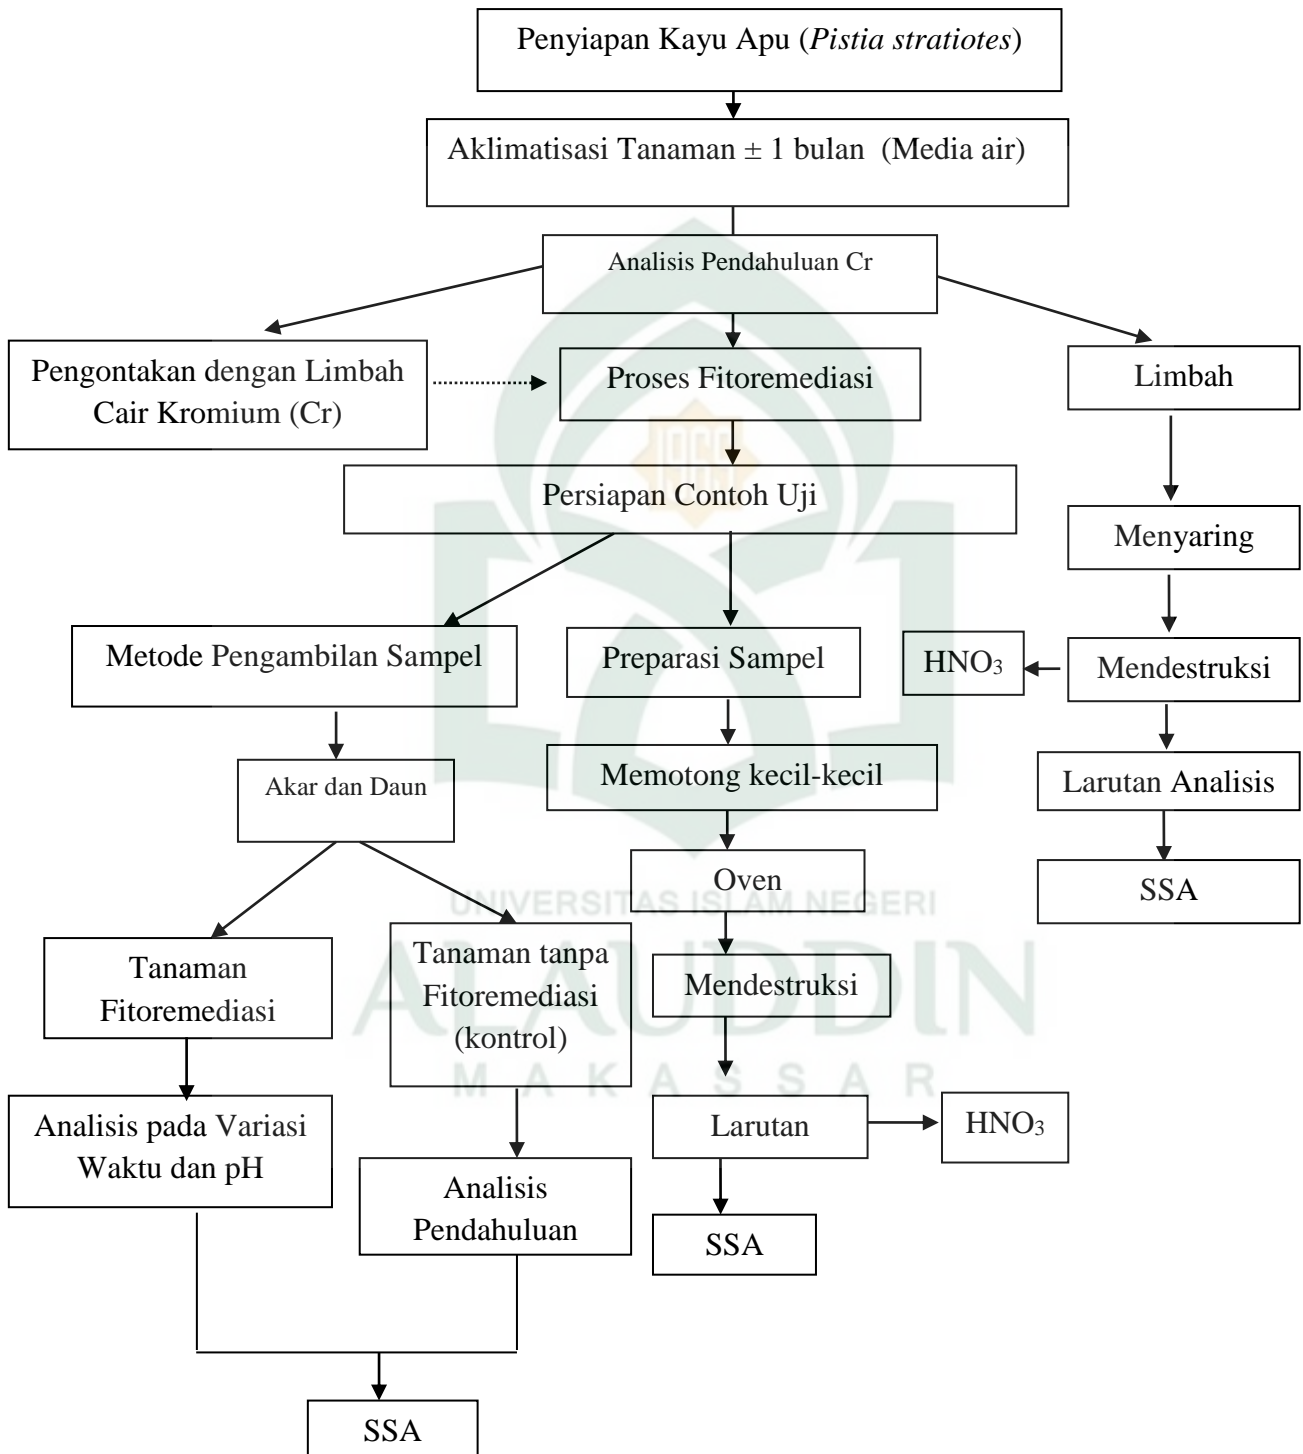 Penyiapan Kayu Apu (Pistia stratiotes)
Aklimatisasi Tanaman ± 1 bulan (Media air)
Analisis Pendahuluan Cr
Pengontakan dengan Limbah
Cair Kromium (Cr)
Proses Fitoremediasi
Limbah
1965
Persiapan Contoh Uji
Menyaring
Metode Pengambilan Sampel
Preparasi Sampel
HNO₃
Mendestruksi
Akar dan Daun
Memotong kecil-kecil
Larutan Analisis
Oven
SSA
UNIVERSITAS ISLAM NEGERI
ALAUDDIN
MAKASSAR
Tanaman
Fitoremediasi
Tanaman tanpa
Fitoremediasi
(kontrol)
Mendestruksi
Analisis pada Variasi
Waktu dan pH
Larutan
HNO₃
Analisis
Pendahuluan
SSA
SSA